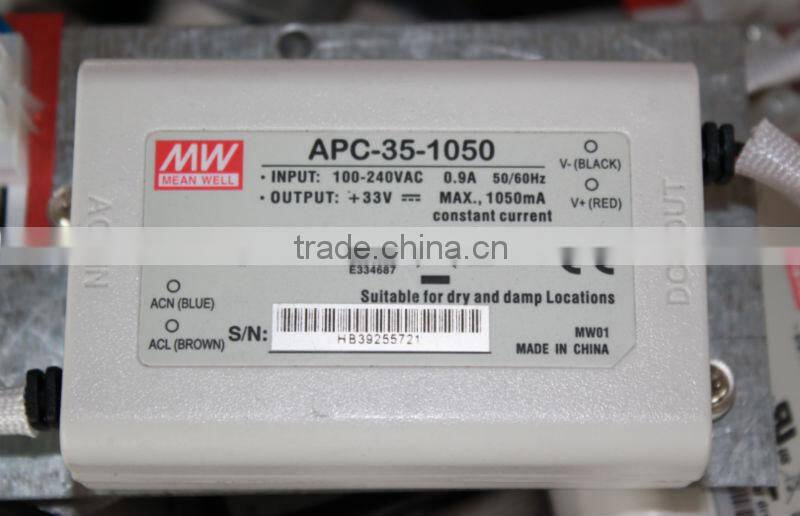 MW
MEAN WELL
APC-35-1050
• INPUT: 100-240VAC 0.9A 50/60Hz
• OUTPUT: +33V ⎓ MAX., 1050mA
constant current
V- (BLACK)
V+ (RED)
AC IN
DC OUT
trade.china.cn
E334687
CE
ACN (BLUE)
ACL (BROWN)
Suitable for dry and damp Locations
S/N:
HB39255721
MW01
MADE IN CHINA